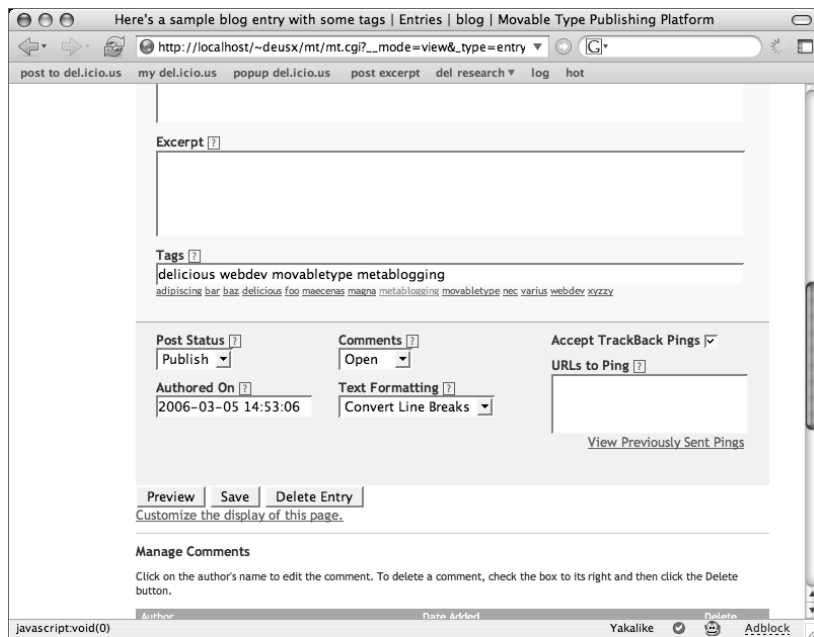 Here's a sample blog entry with some tags | Entries | blog | Movable Type Publishing Platform
http://localhost/~deusx/mt/mt.cgi?__mode=view&_type=entry
G
post to del.icio.us my del.icio.us popup del.icio.us post excerpt del research log hot
Excerpt ?
Tags ?
delicious webdev movabletype metablogging
adipiscing bar baz delicious foo maecenas magna metablogging movabletype nec varius webdev xyzzy
Post Status ? Comments ? Accept TrackBack Pings
Publish Open
URLs to Ping ?
Authored On ? Text Formatting ?
2006-03-05 14:53:06 Convert Line Breaks
View Previously Sent Pings
Preview Save Delete Entry
Customize the display of this page.
Manage Comments
Click on the author's name to edit the comment. To delete a comment, check the box to its right and then click the Delete
button.
Author Date Added Delete
javascript:void(0) Yakalike Adblock